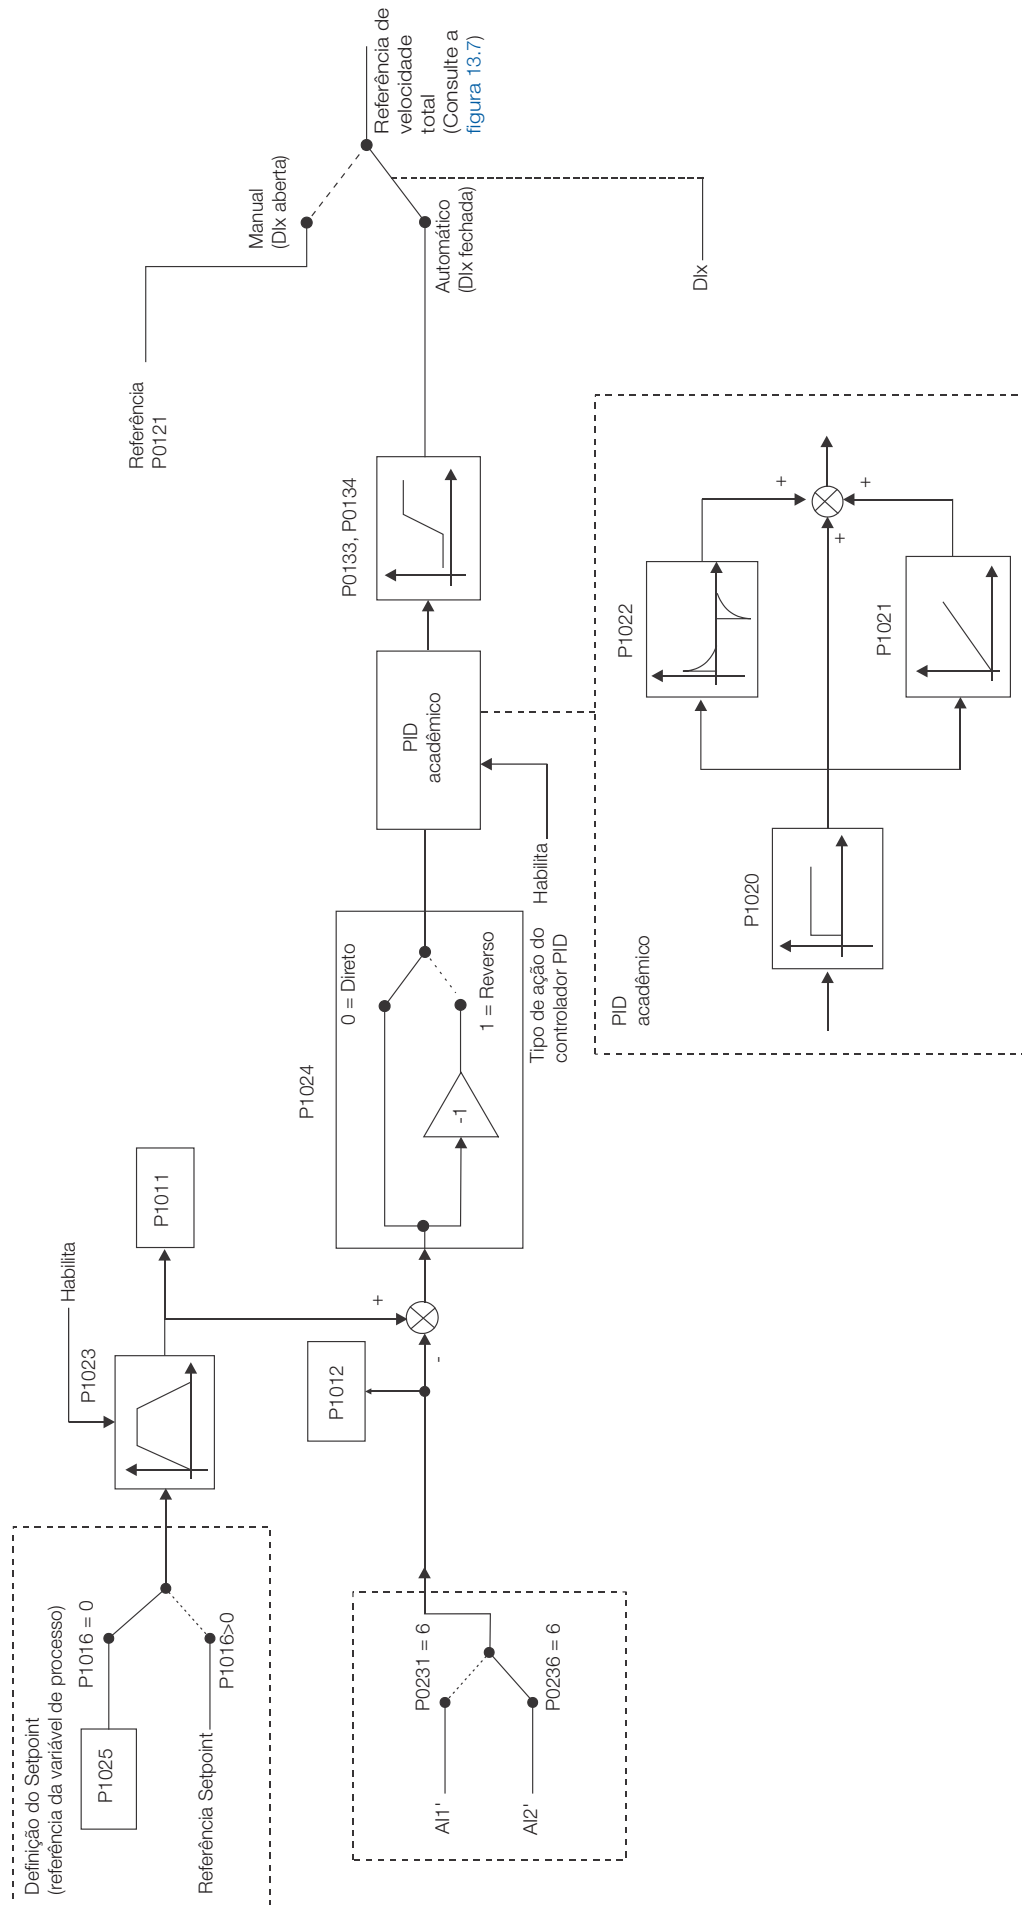 Definição do Setpoint
(referência da variável de processo)
P1025
P1016 = 0
Referência Setpoint
P1016>0
Habilita
P1023
P1011
AI1'
P0231 = 6
AI2'
P0236 = 6
P1012
+
-
P1024
0 = Direto
-1
1 = Reverso
Tipo de ação do
controlador PID
Habilita
PID
acadêmico
P0133, P0134
Referência
P0121
Manual
(DIx aberta)
Automático
(DIx fechada)
DIx
Referência de
velocidade
total
(Consulte a
figura 13.7)
PID
acadêmico
P1020
P1022
P1021
+
+
+